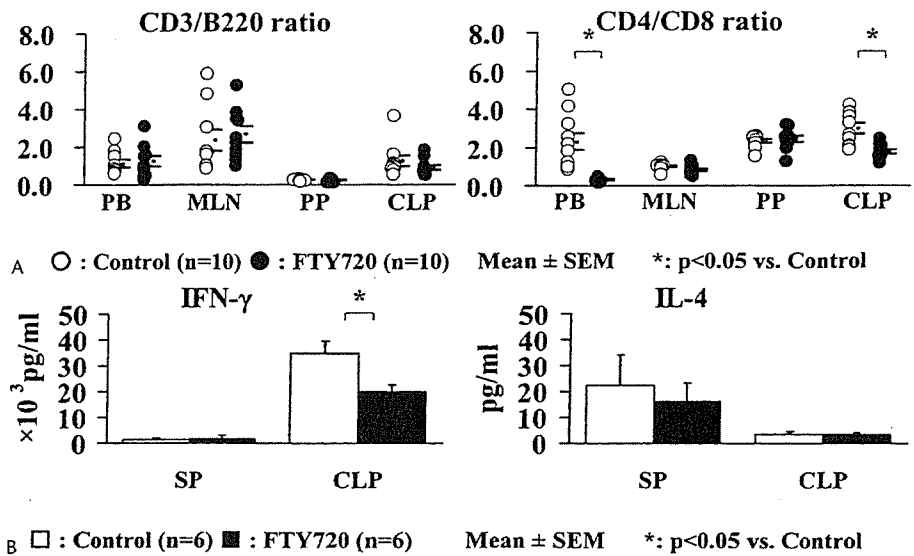 CD3/B220 ratio
8.0
6.0
4.0
2.0
0.0
PB MLN PP CLP
CD4/CD8 ratio
8.0
6.0
4.0
2.0
0.0
* *
PB MLN PP CLP
A ○ : Control (n=10) ● : FTY720 (n=10) Mean ± SEM *: p<0.05 vs. Control
IFN-γ
×10³pg/ml
50
40
30
20
10
0
*
SP CLP
IL-4
pg/ml
50
40
30
20
10
0
SP CLP
B □ : Control (n=6) ■ : FTY720 (n=6) Mean ± SEM *: p<0.05 vs. Control